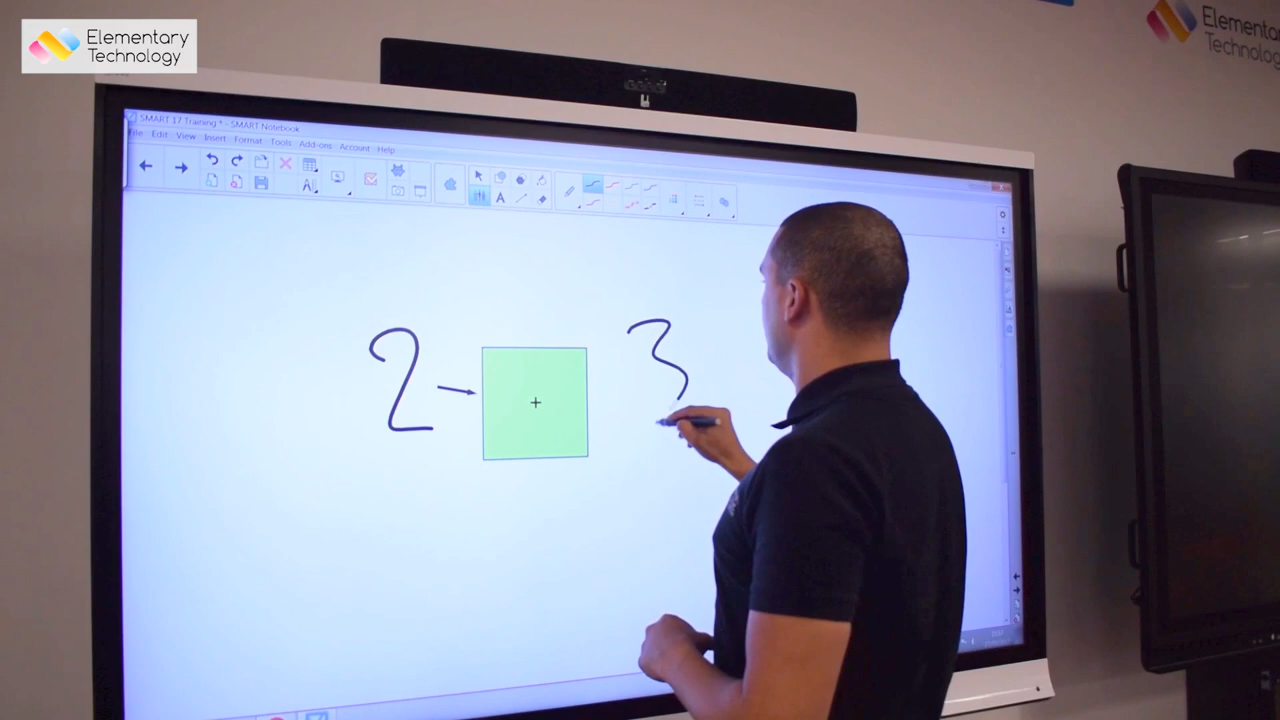 Elementary
Technology
Elementary
Technology
SMART 17 Training * - SMART Notebook
File Edit View Insert Format Tools Add-ons Account Help
A
2 → + 3